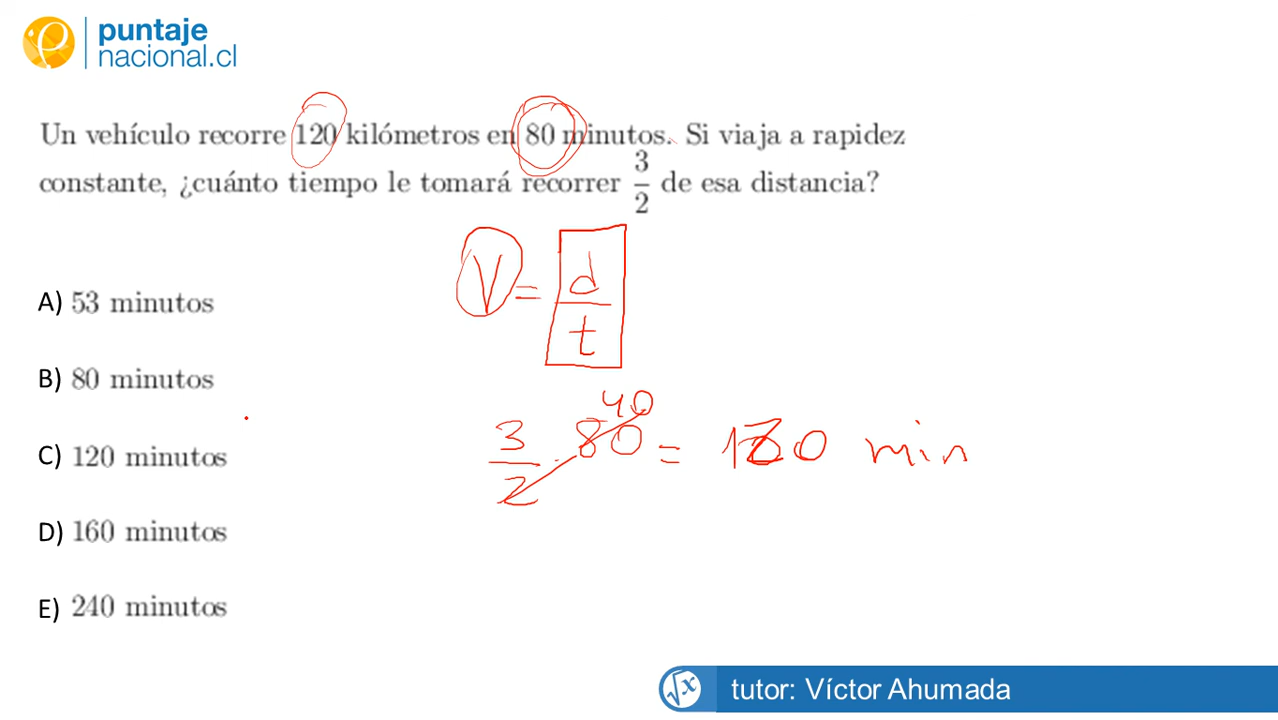 puntaje
nacional.cl
Un vehículo recorre 120 kilómetros en 80 minutos. Si viaja a rapidez
constante, ¿cuánto tiempo le tomará recorrer 3/2 de esa distancia?
V = d/t
A) 53 minutos
B) 80 minutos
40
3/2 · 80 = 120 min
C) 120 minutos
D) 160 minutos
E) 240 minutos
√x tutor: Víctor Ahumada